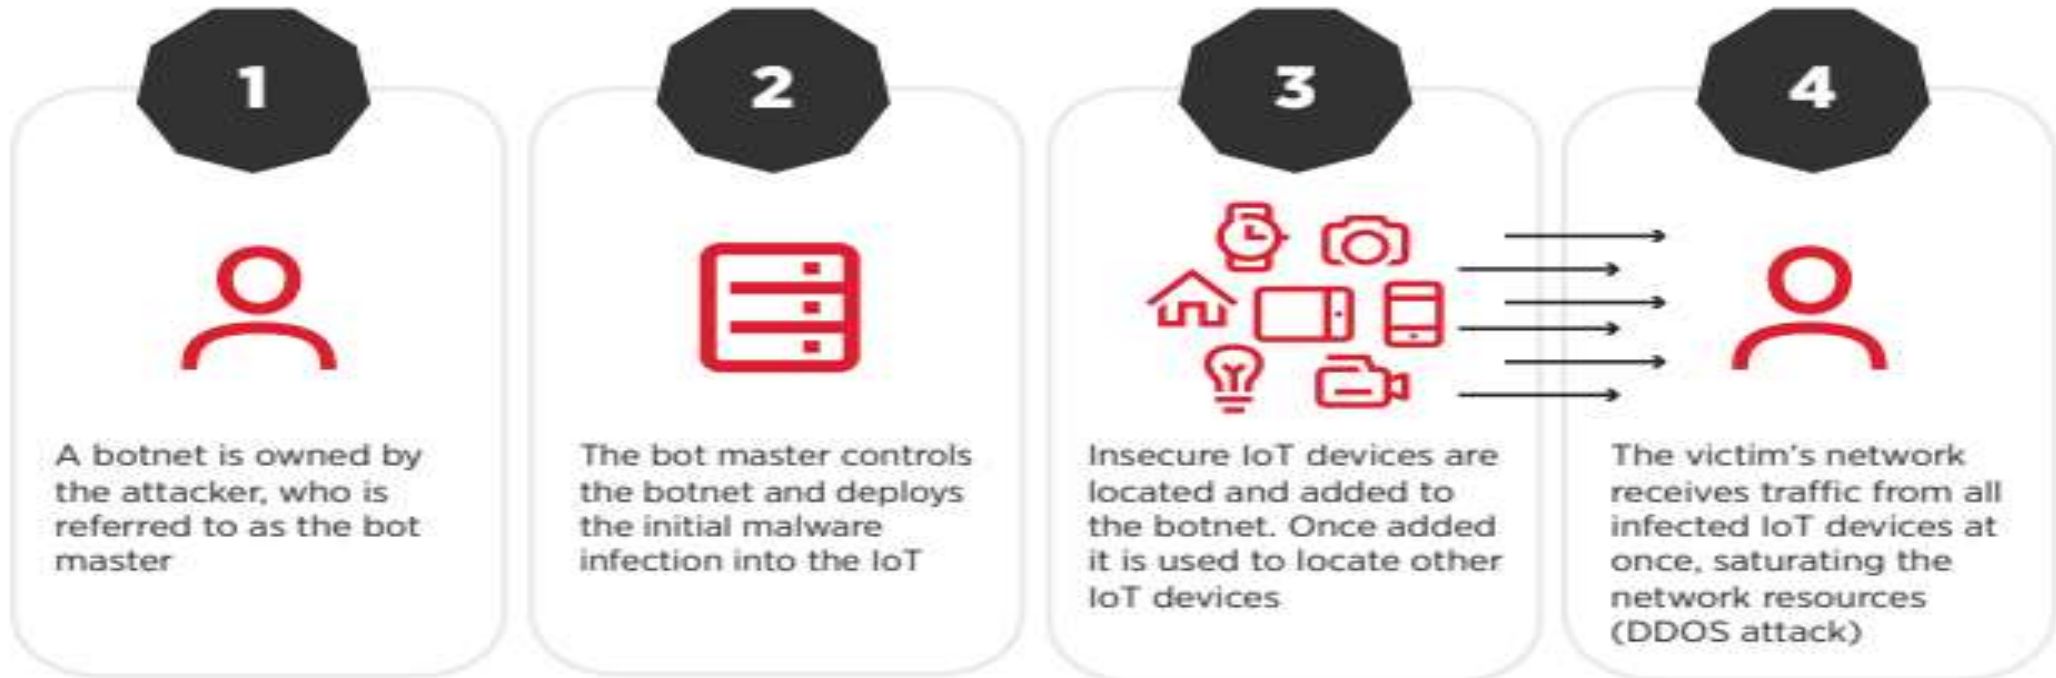 1
A botnet is owned by
the attacker, who is
referred to as the bot
master
2
The bot master controls
the botnet and deploys
the initial malware
infection into the IoT
3
Insecure IoT devices are
located and added to
the botnet. Once added
it is used to locate other
IoT devices
4
The victim's network
receives traffic from all
infected IoT devices at
once, saturating the
network resources
(DDOS attack)